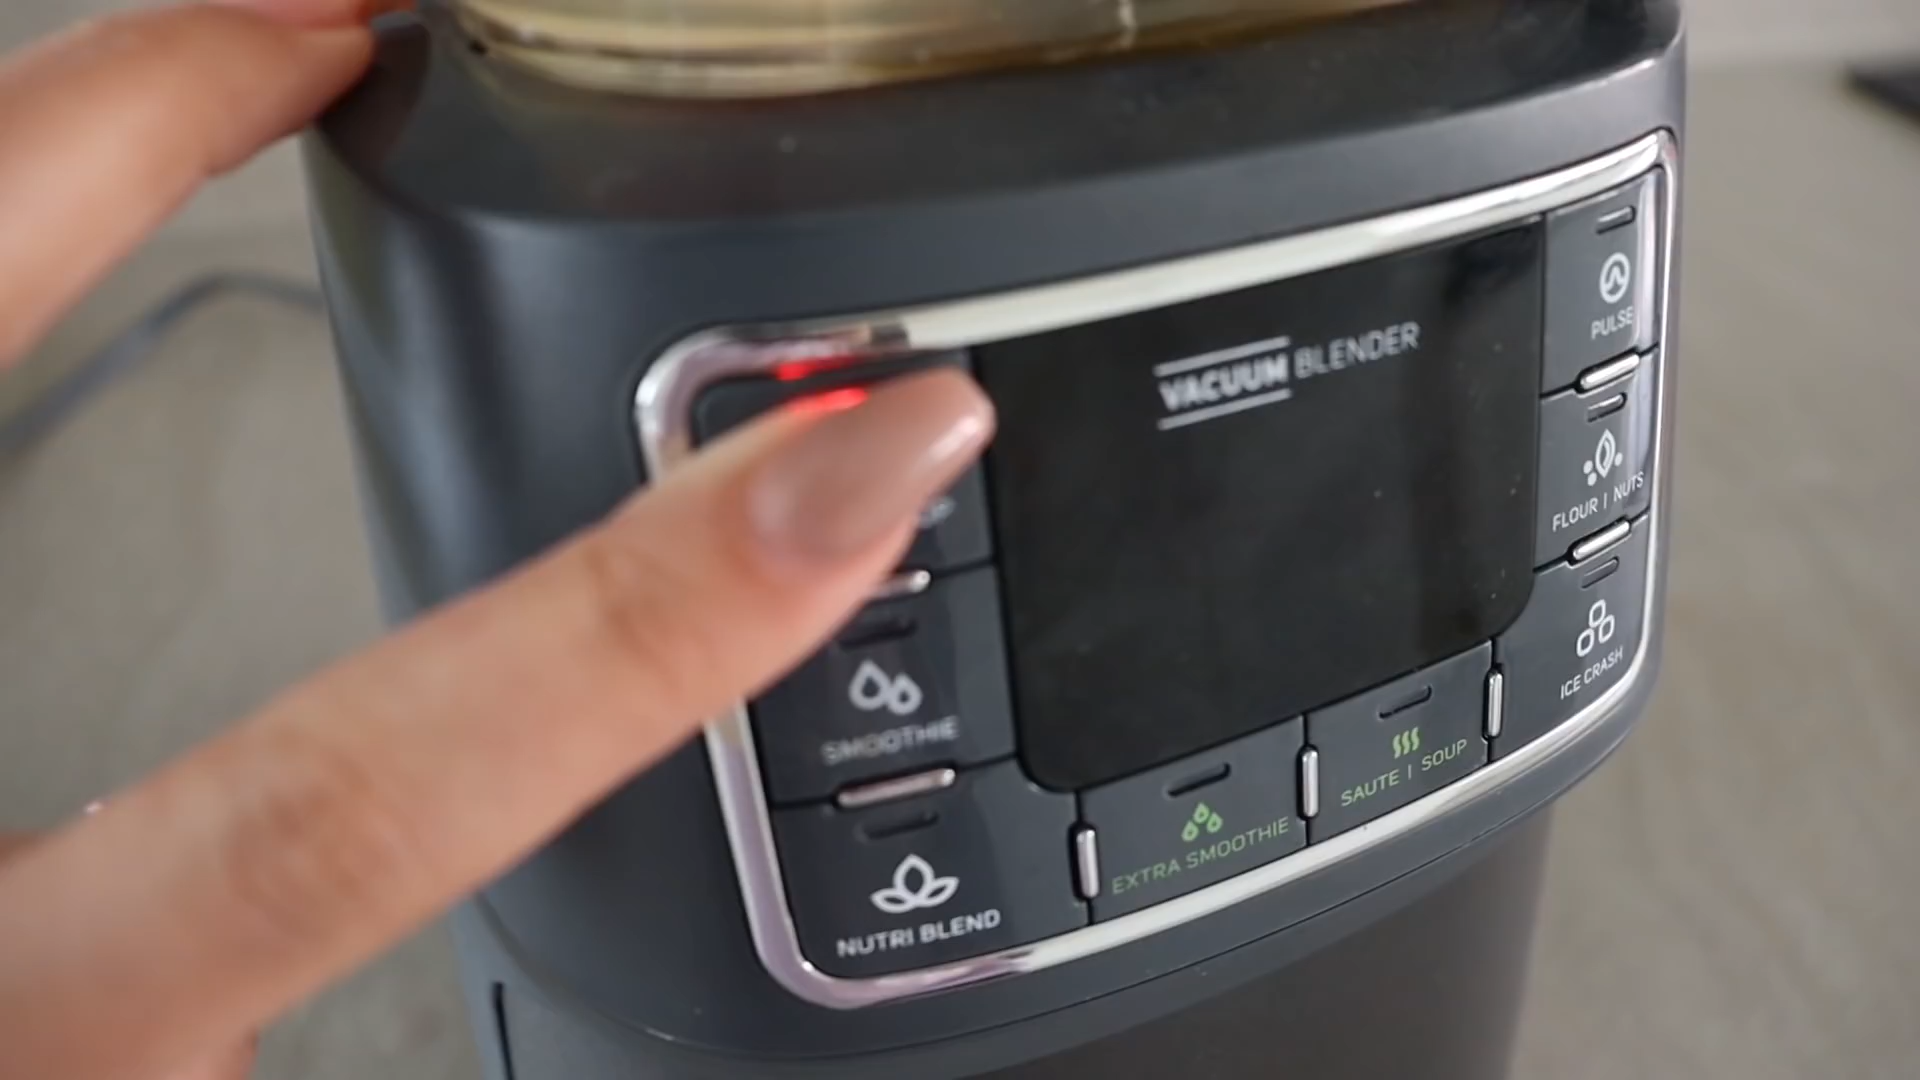 VACUUM BLENDER
PULSE
FLOUR | NUTS
ICE CRASH
SMOOTHIE
SAUTE | SOUP
EXTRA SMOOTHIE
NUTRI BLEND